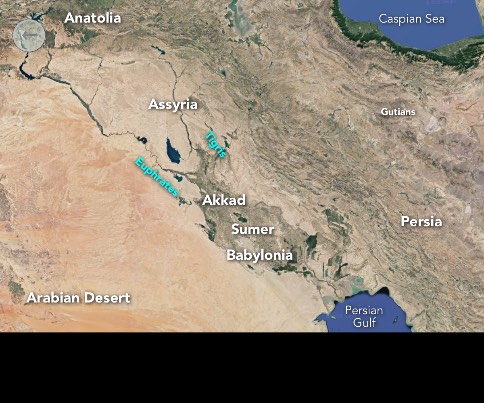 Anatolia
Caspian Sea
Assyria
Gutians
Tigris
Euphrates
Akkad
Persia
Sumer
Babylonia
Arabian Desert
Persian
Gulf